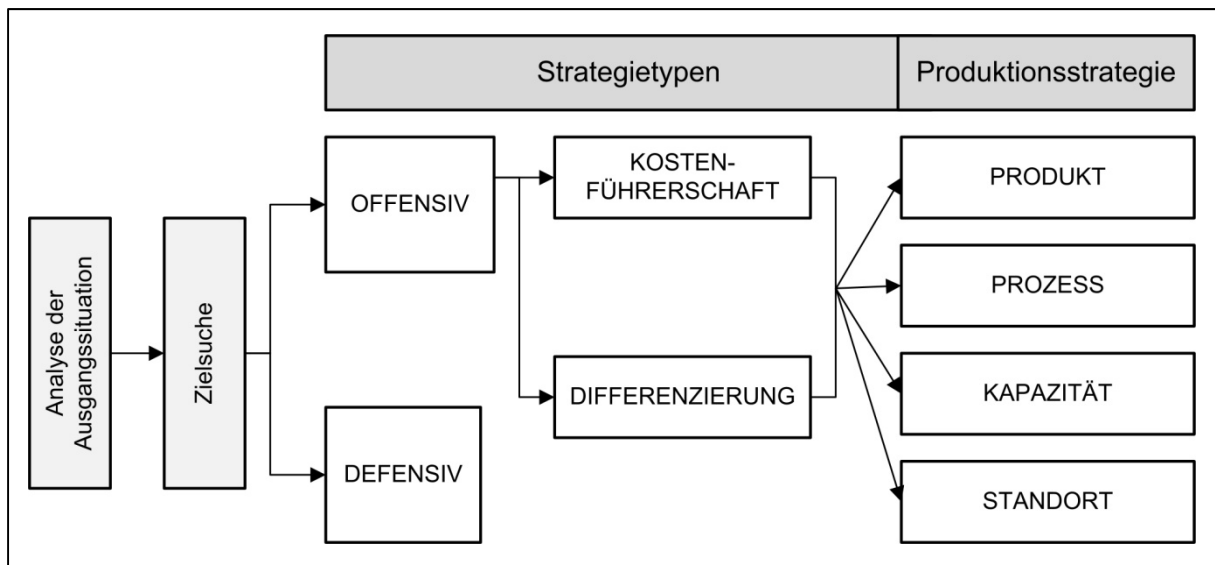 Strategietypen
Produktionsstrategie
Analyse der
Ausgangssituation
Zielsuche
OFFENSIV
DEFENSIV
KOSTEN-
FÜHRERSCHAFT
DIFFERENZIERUNG
PRODUKT
PROZESS
KAPAZITÄT
STANDORT